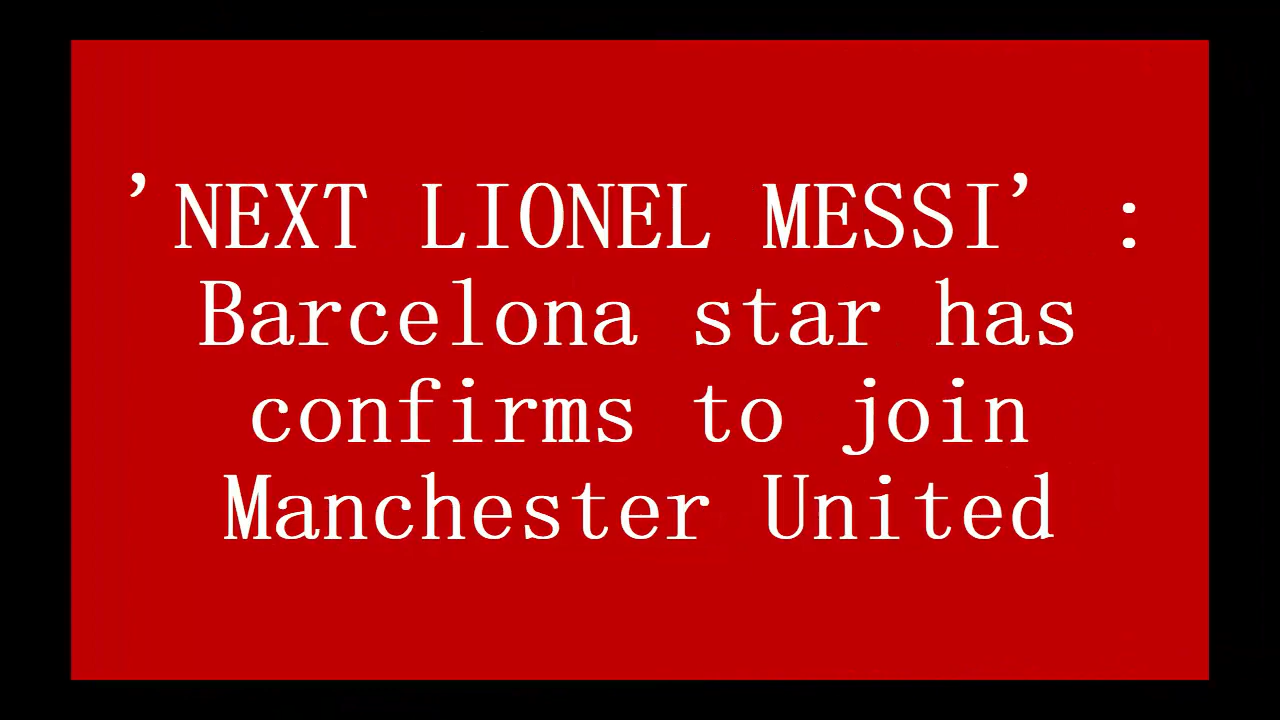 ’NEXT LIONEL MESSI’ :
Barcelona star has
confirms to join
Manchester United